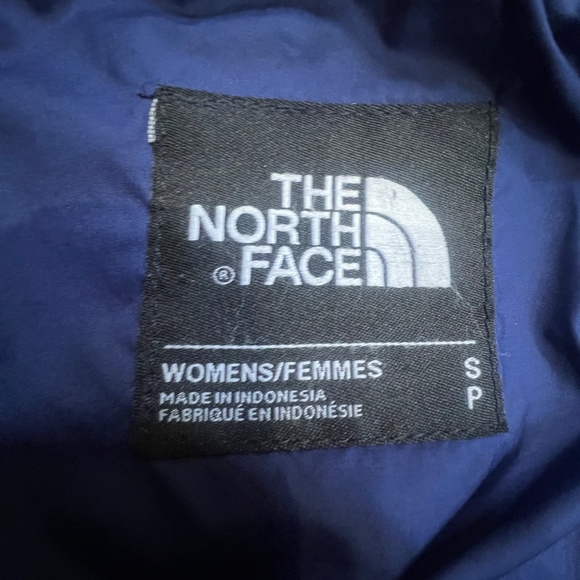 THE
NORTH
® FACE
WOMENS/FEMMES S
MADE IN INDONESIA P
FABRIQUÉ EN INDONÉSIE